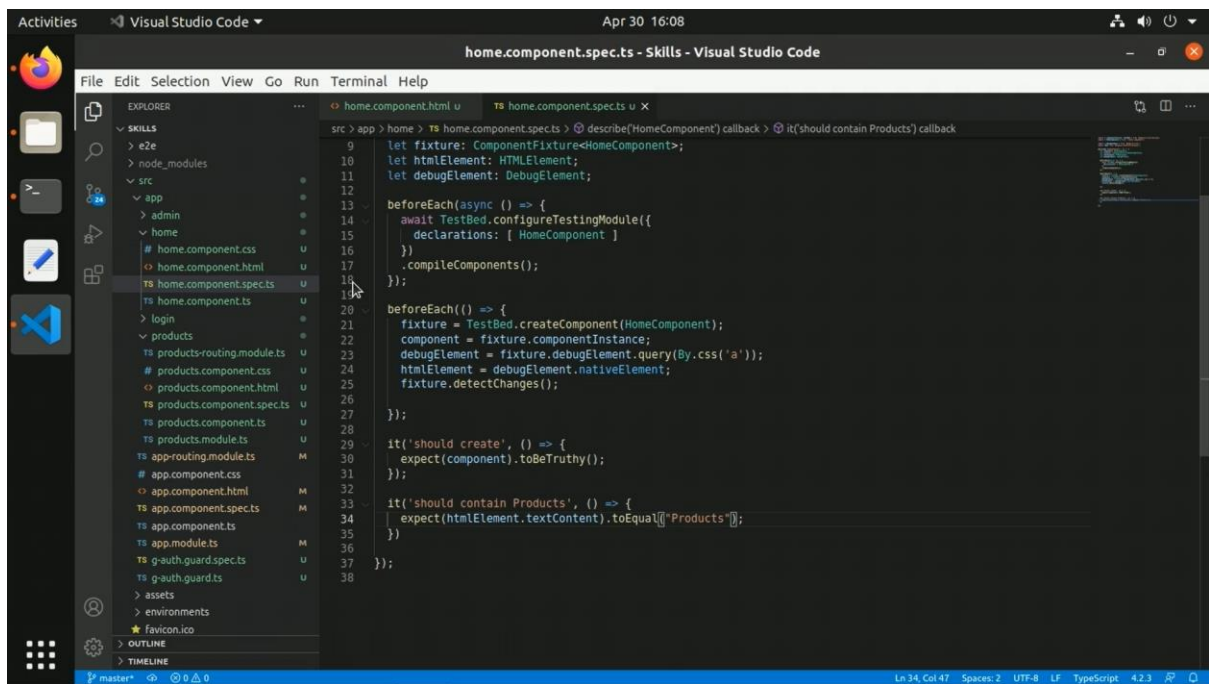 Activities
Visual Studio Code
Apr 30 16:08
home.component.spec.ts - Skills - Visual Studio Code
File Edit Selection View Go Run Terminal Help
EXPLORER
SKILLS
e2e
node_modules
src
app
admin
home
# home.component.css U
<> home.component.html U
TS home.component.spec.ts U
TS home.component.ts U
login
products
TS products-routing.module.ts U
# products.component.css U
<> products.component.html U
TS products.component.spec.ts U
TS products.component.ts U
TS products.module.ts U
TS app-routing.module.ts M
# app.component.css
<> app.component.html M
TS app.component.spec.ts M
TS app.component.ts
TS app.module.ts M
TS g-auth.guard.spec.ts U
TS g-auth.guard.ts U
assets
environments
favicon.ico
OUTLINE
TIMELINE
24
<> home.component.html U
TS home.component.spec.ts U X
src > app > home > TS home.component.spec.ts > describe('HomeComponent') callback > it('should contain Products') callback
9 let fixture: ComponentFixture<HomeComponent>;
10 let htmlElement: HTMLElement;
11 let debugElement: DebugElement;
12
13 beforeEach(async () => {
14 await TestBed.configureTestingModule({
15 declarations: [ HomeComponent ]
16 })
17 .compileComponents();
18 });
19
20 beforeEach(() => {
21 fixture = TestBed.createComponent(HomeComponent);
22 component = fixture.componentInstance;
23 debugElement = fixture.debugElement.query(By.css('a'));
24 htmlElement = debugElement.nativeElement;
25 fixture.detectChanges();
26
27 });
28
29 it('should create', () => {
30 expect(component).toBeTruthy();
31 });
32
33 it('should contain Products', () => {
34 expect(htmlElement.textContent).toEqual("Products");
35 })
36
37 });
38
master* 0 0
Ln 34, Col 47 Spaces: 2 UTF-8 LF TypeScript 4.2.3